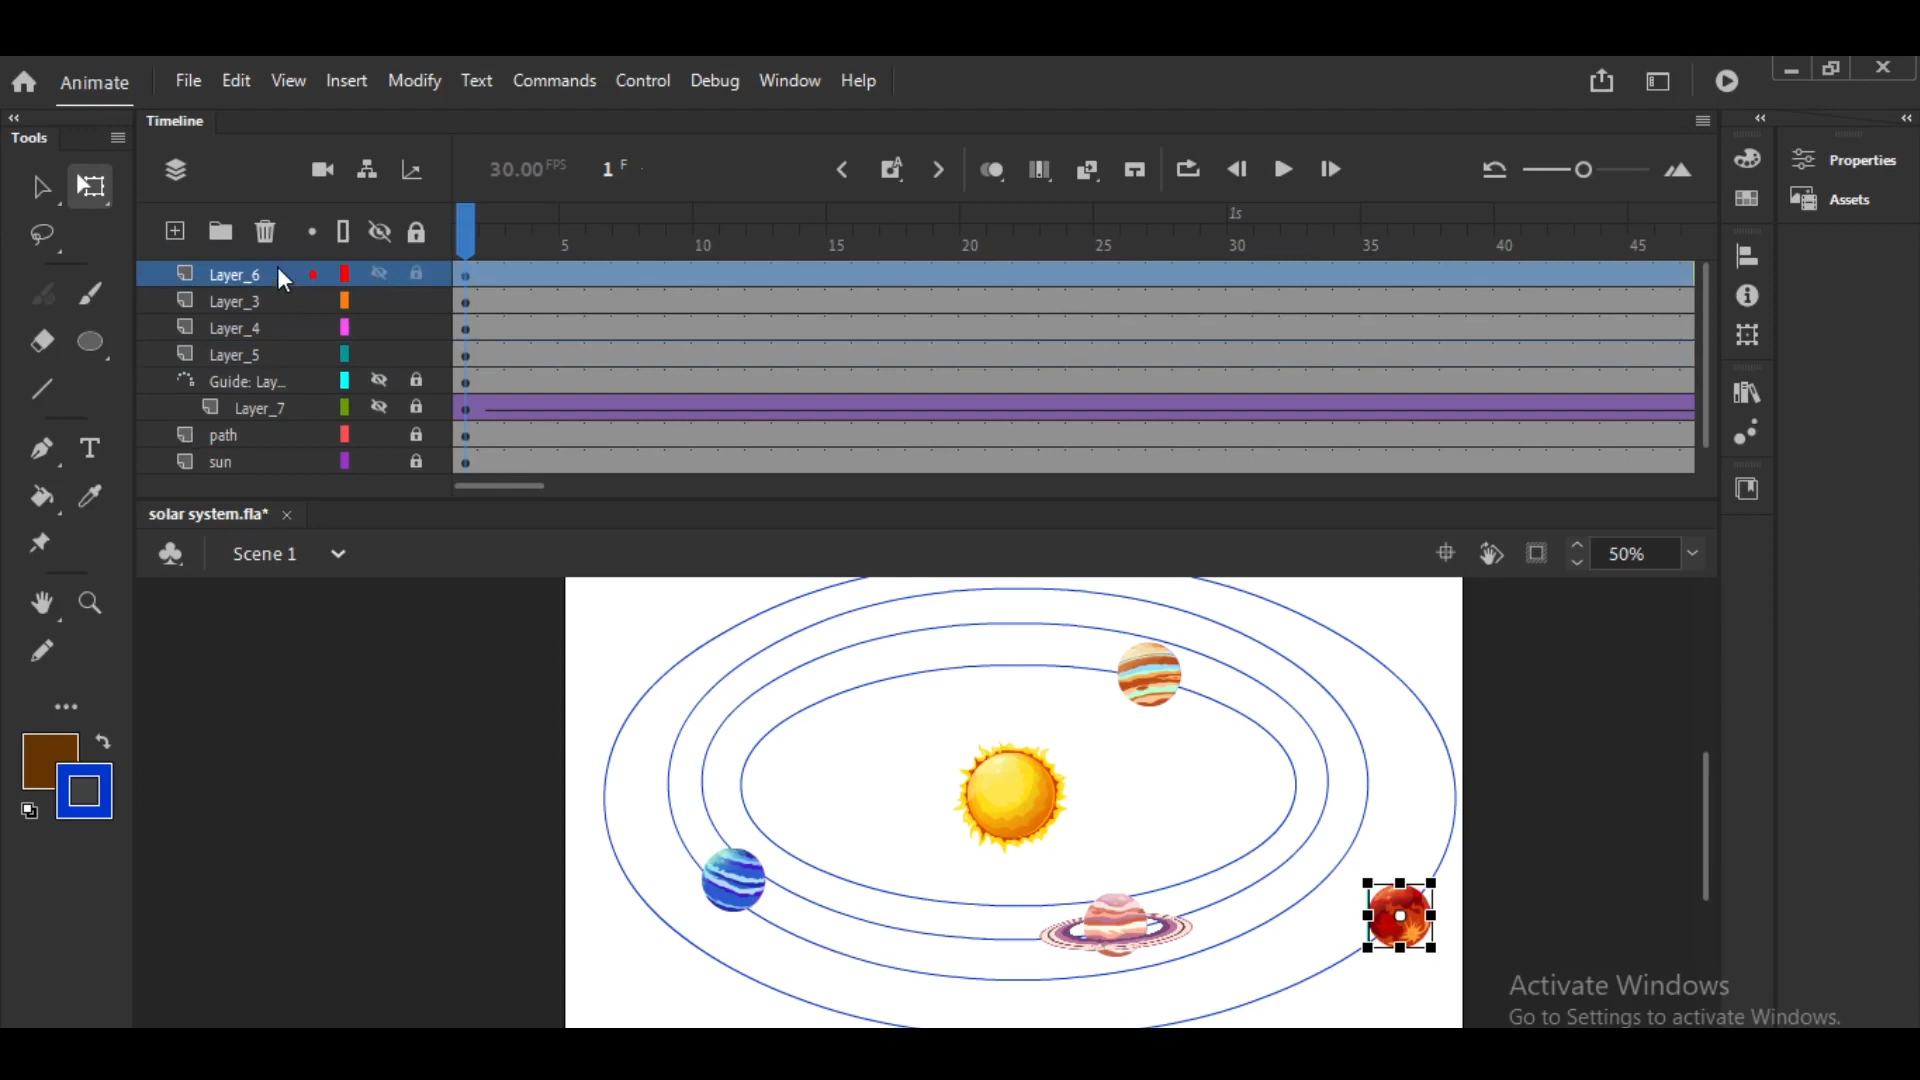 Animate File Edit View Insert Modify Text Commands Control Debug Window Help
Tools
Timeline
30.00 FPS 1 F
Properties
Assets
1s
5 10 15 20 25 30 35 40 45
Layer_6
Layer_3
Layer_4
Layer_5
Guide: Lay...
Layer_7
path
sun
solar system.fla*
Scene 1
50%
Activate Windows
Go to Settings to activate Windows.